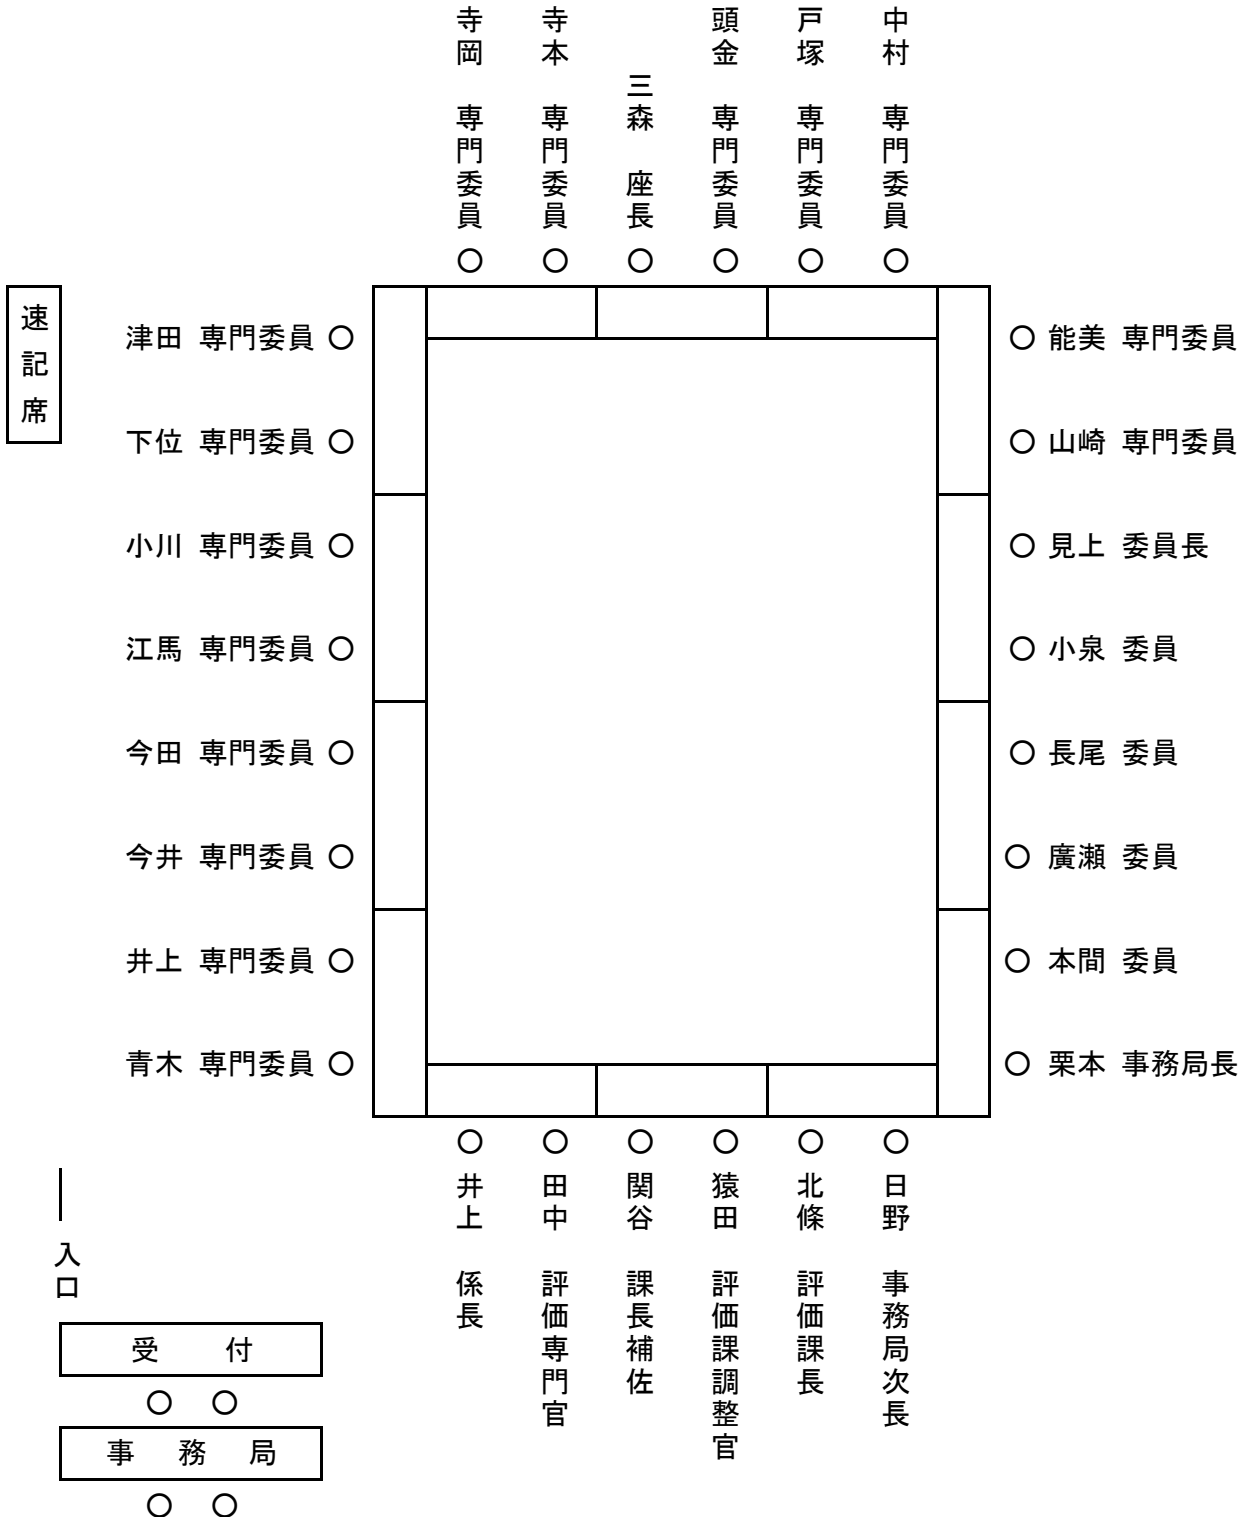 寺岡 専門委員
寺本 専門委員
三森 座長
頭金 専門委員
戸塚 専門委員
中村 専門委員
速記席
津田 専門委員
下位 専門委員
小川 専門委員
江馬 専門委員
今田 専門委員
今井 専門委員
井上 専門委員
青木 専門委員
能美 専門委員
山崎 専門委員
見上 委員長
小泉 委員
長尾 委員
廣瀬 委員
本間 委員
栗本 事務局長
井上 係長
田中 評価専門官
関谷 課長補佐
猿田 評価課調整官
北條 評価課長
日野 事務局次長
入口
受 付
事 務 局